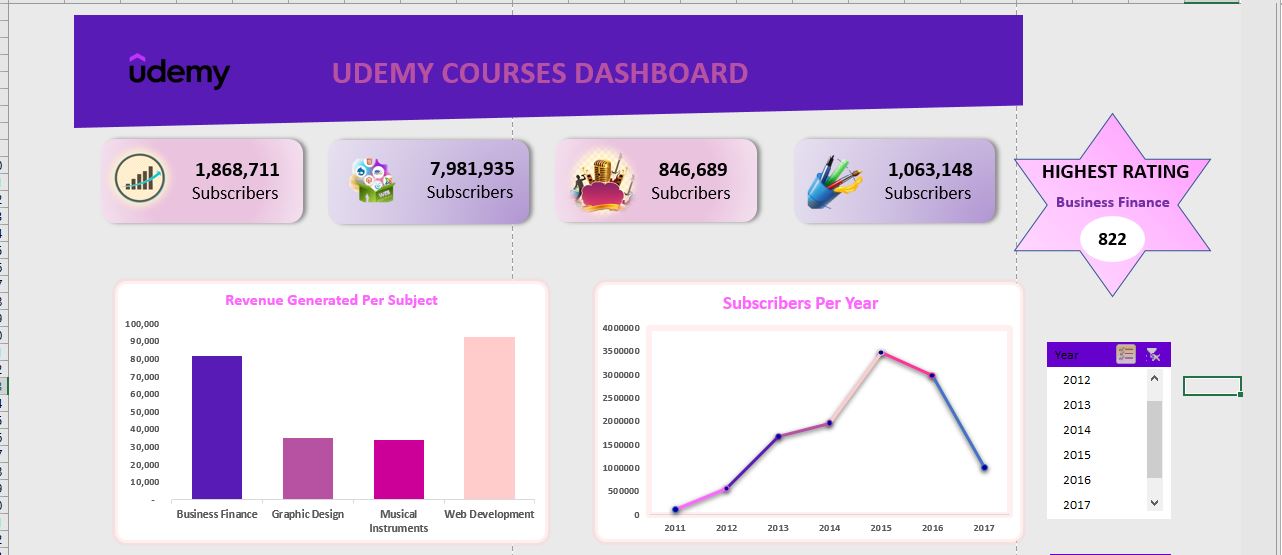 udemy
UDEMY COURSES DASHBOARD
1,868,711
Subscribers
7,981,935
Subscribers
846,689
Subcribers
1,063,148
Subscribers
HIGHEST RATING
Business Finance
822
Revenue Generated Per Subject
100,000
90,000
80,000
70,000
60,000
50,000
40,000
30,000
20,000
10,000
-
Business Finance
Graphic Design
Musical
Instruments
Web Development
Subscribers Per Year
4000000
3500000
3000000
2500000
2000000
1500000
1000000
500000
0
2011
2012
2013
2014
2015
2016
2017
Year
2012
2013
2014
2015
2016
2017